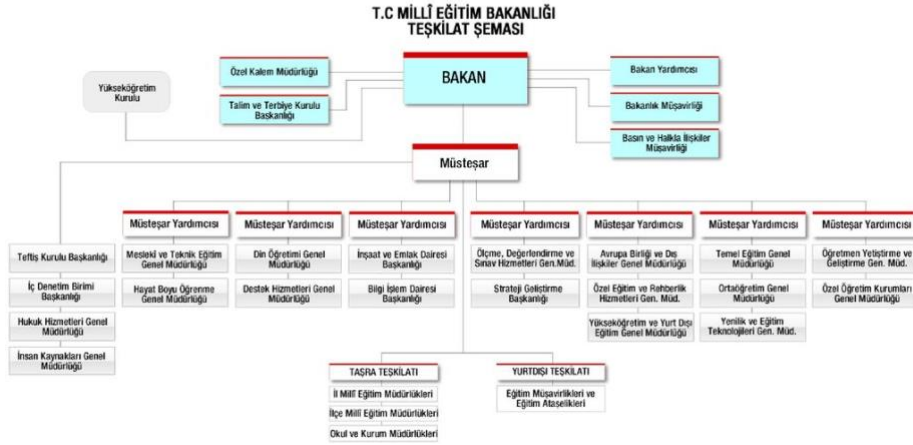 T.C MİLLÎ EĞİTİM BAKANLIĞI
TEŞKİLAT ŞEMASI
Özel Kalem Müdürlüğü
BAKAN
Bakan Yardımcısı
Yükseköğretim
Kurulu
Talim ve Terbiye Kurulu
Başkanlığı
Bakanlık Müşavirliği
Basın ve Halkla İlişkiler
Müşavirliği
Müsteşar
Teftiş Kurulu Başkanlığı
İç Denetim Birimi
Başkanlığı
Hukuk Hizmetleri Genel
Müdürlüğü
İnsan Kaynakları Genel
Müdürlüğü
Müsteşar Yardımcısı
Mesleki ve Teknik Eğitim
Genel Müdürlüğü
Hayat Boyu Öğrenme
Genel Müdürlüğü
Müsteşar Yardımcısı
Din Öğretimi Genel
Müdürlüğü
Destek Hizmetleri Genel
Müdürlüğü
Müsteşar Yardımcısı
İnşaat ve Emlak Dairesi
Başkanlığı
Bilgi İşlem Dairesi
Başkanlığı
Müsteşar Yardımcısı
Ölçme, Değerlendirme ve
Sınav Hizmetleri Gen.Müd.
Strateji Geliştirme
Başkanlığı
Müsteşar Yardımcısı
Avrupa Birliği ve Dış
İlişkiler Genel Müdürlüğü
Özel Eğitim ve Rehberlik
Hizmetleri Gen. Müd.
Yükseköğretim ve Yurt Dışı
Eğitim Genel Müdürlüğü
Müsteşar Yardımcısı
Temel Eğitim Genel
Müdürlüğü
Ortaöğretim Genel
Müdürlüğü
Yenilik ve Eğitim
Teknolojileri Gen. Müd.
Müsteşar Yardımcısı
Öğretmen Yetiştirme ve
Geliştirme Gen. Müd.
Özel Öğretim Kurumları
Genel Müdürlüğü
TAŞRA TEŞKİLATI
İl Millî Eğitim Müdürlükleri
İlçe Millî Eğitim Müdürlükleri
Okul ve Kurum Müdürlükleri
YURTDIŞI TEŞKİLATI
Eğitim Müşavirlikleri ve
Eğitim Ataşelikleri